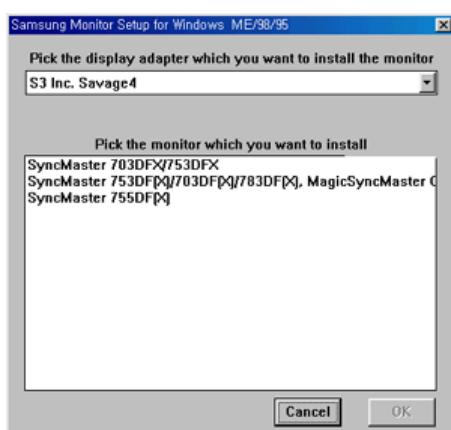 Samsung Monitor Setup for Windows ME/98/95
Pick the display adapter which you want to install the monitor
S3 Inc. Savage4
Pick the monitor which you want to install
SyncMaster 703DFX/753DFX
SyncMaster 753DF(X)/703DF(X)/783DF(X), MagicSyncMaster
SyncMaster 755DF(X)
Cancel
OK